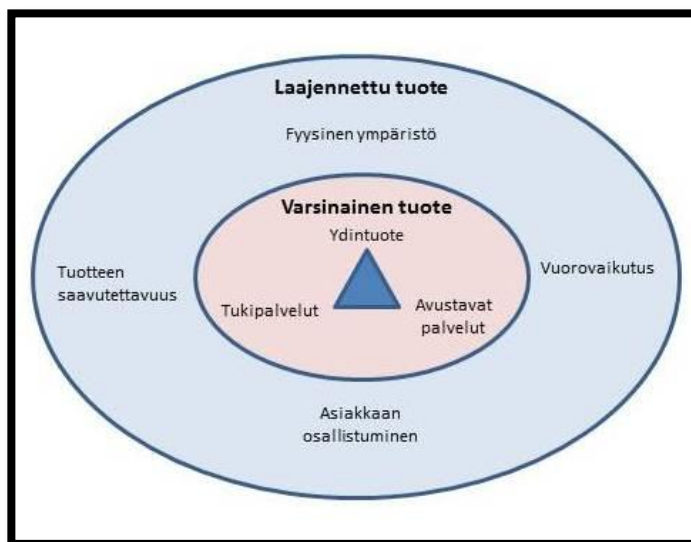 Laajennettu tuote
Fyysinen ympäristö
Varsinainen tuote
Ydintuote
Tuotteen
saavutettavuus
Vuorovaikutus
Tukipalvelut
Avustavat
palvelut
Asiakkaan
osallistuminen